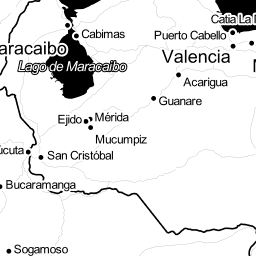 Catia La
Cabimas
Puerto Cabello
aracaibo
Valencia
Lago de Maracaibo
Acarigua
Guanare
Ejido
Mérida
Mucumpiz
úcuta
San Cristóbal
Bucaramanga
Sogamoso